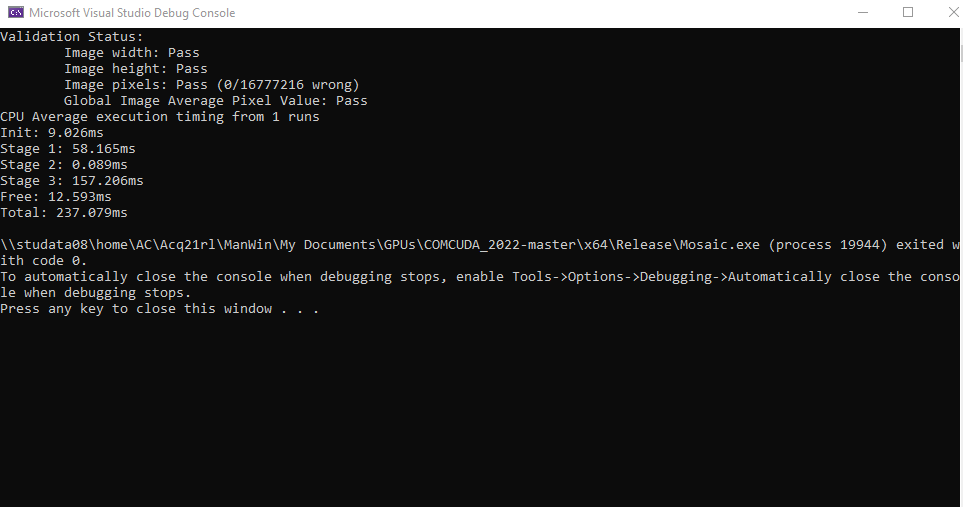 Microsoft Visual Studio Debug Console
Validation Status:
        Image width: Pass
        Image height: Pass
        Image pixels: Pass (0/16777216 wrong)
        Global Image Average Pixel Value: Pass
CPU Average execution timing from 1 runs
Init: 9.026ms
Stage 1: 58.165ms
Stage 2: 0.089ms
Stage 3: 157.206ms
Free: 12.593ms
Total: 237.079ms
\\studata08\home\AC\Acq21rl\ManWin\My Documents\GPUs\COMCUDA_2022-master\x64\Release\Mosaic.exe (process 19944) exited w
ith code 0.
To automatically close the console when debugging stops, enable Tools->Options->Debugging->Automatically close the conso
le when debugging stops.
Press any key to close this window . . .